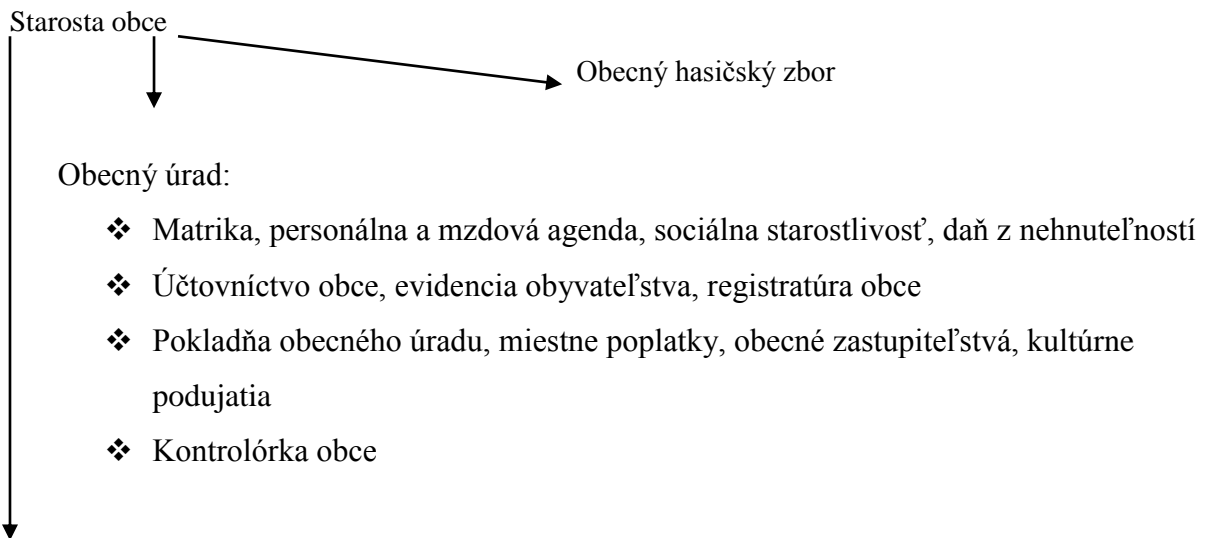 Starosta obce
Obecný hasičský zbor
Obecný úrad:
❖ Matrika, personálna a mzdová agenda, sociálna starostlivosť, daň z nehnuteľností
❖ Účtovníctvo obce, evidencia obyvateľstva, registratúra obce
❖ Pokladňa obecného úradu, miestne poplatky, obecné zastupiteľstvá, kultúrne
podujatia
❖ Kontrolórka obce